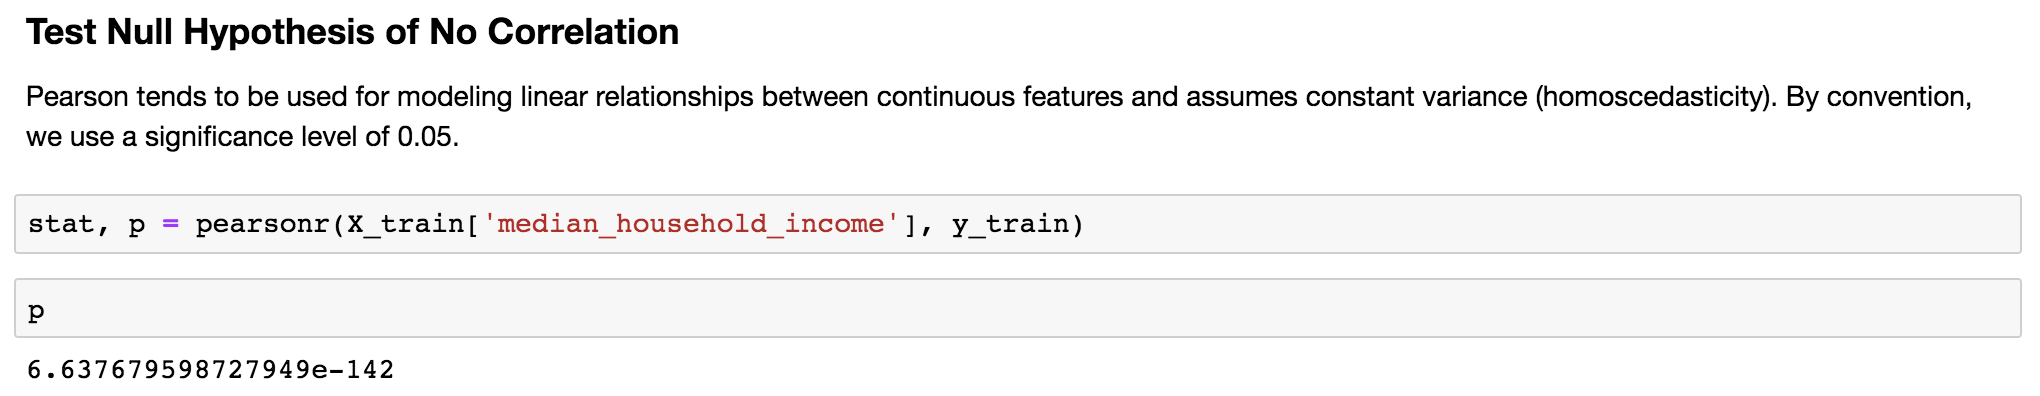 Test Null Hypothesis of No Correlation
Pearson tends to be used for modeling linear relationships between continuous features and assumes constant variance (homoscedasticity). By convention,
we use a significance level of 0.05.
stat, p = pearsonr(X_train['median_household_income'], y_train)
p
6.637679598727949e-142